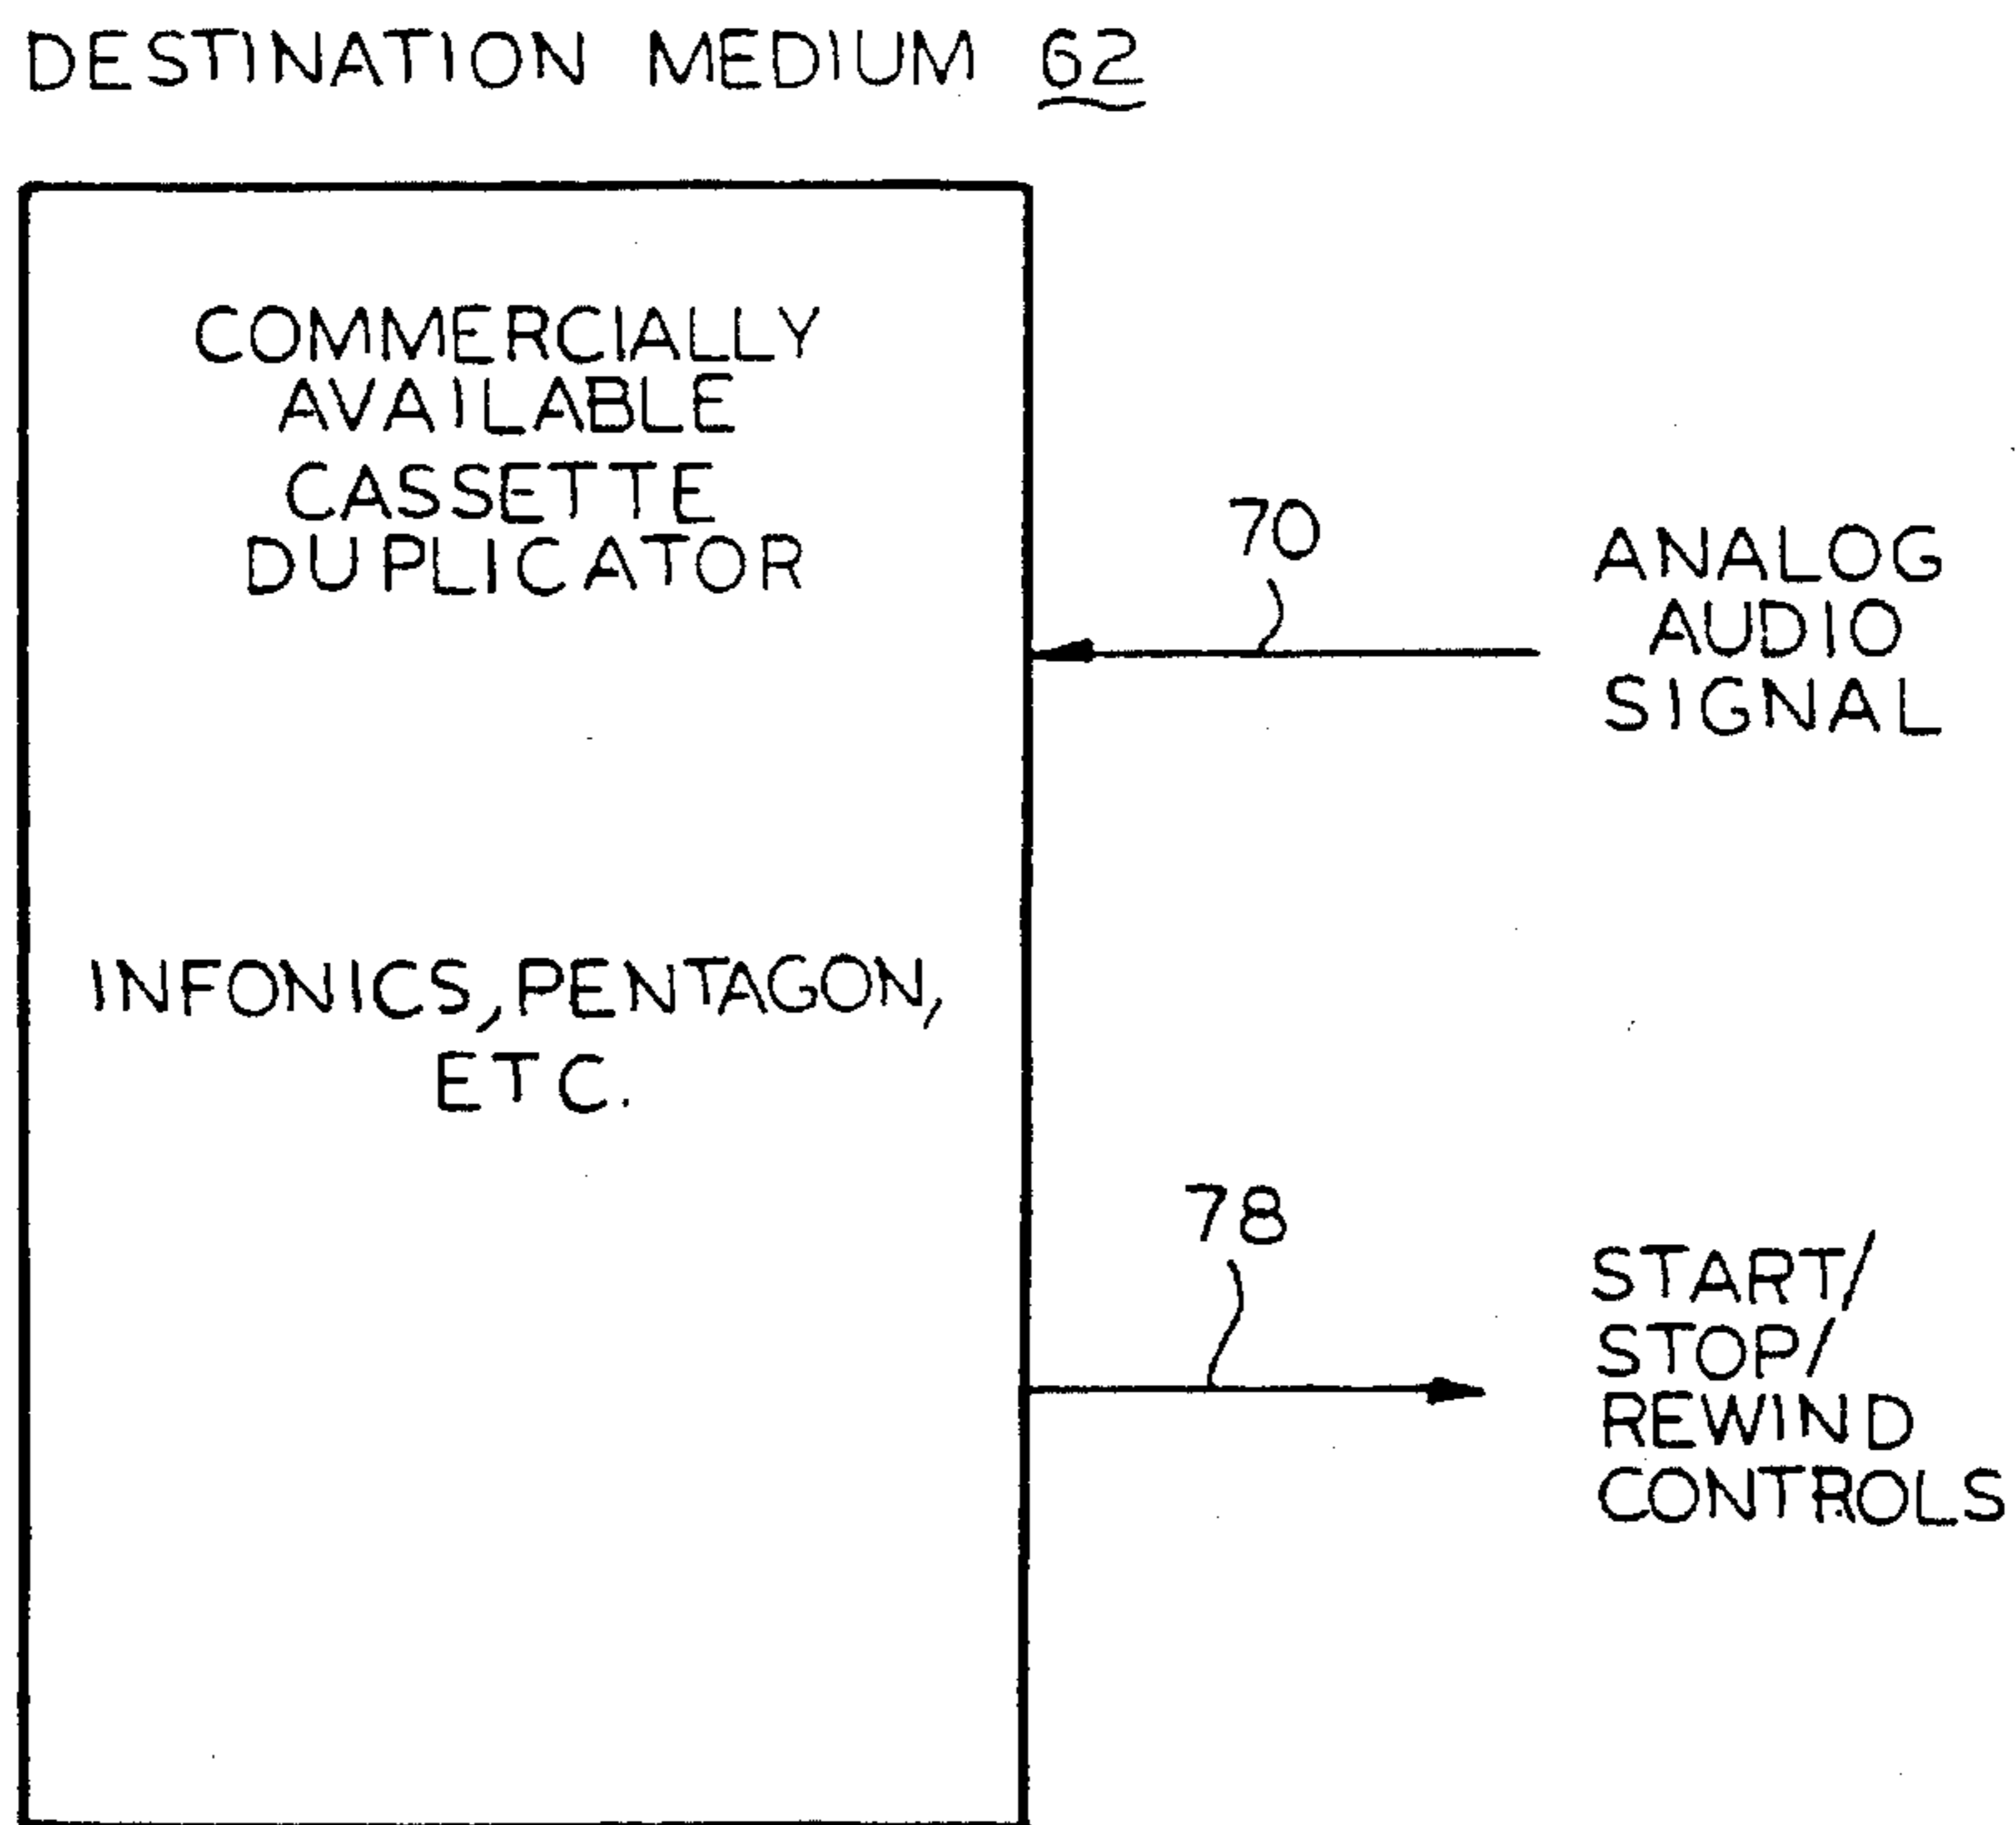 DESTINATION MEDIUM 62
COMMERCIALLY
AVAILABLE
CASSETTE
DUPLICATOR
INFONICS, PENTAGON,
ETC.
70
ANALOG
AUDIO
SIGNAL
78
START/
STOP/
REWIND
CONTROLS